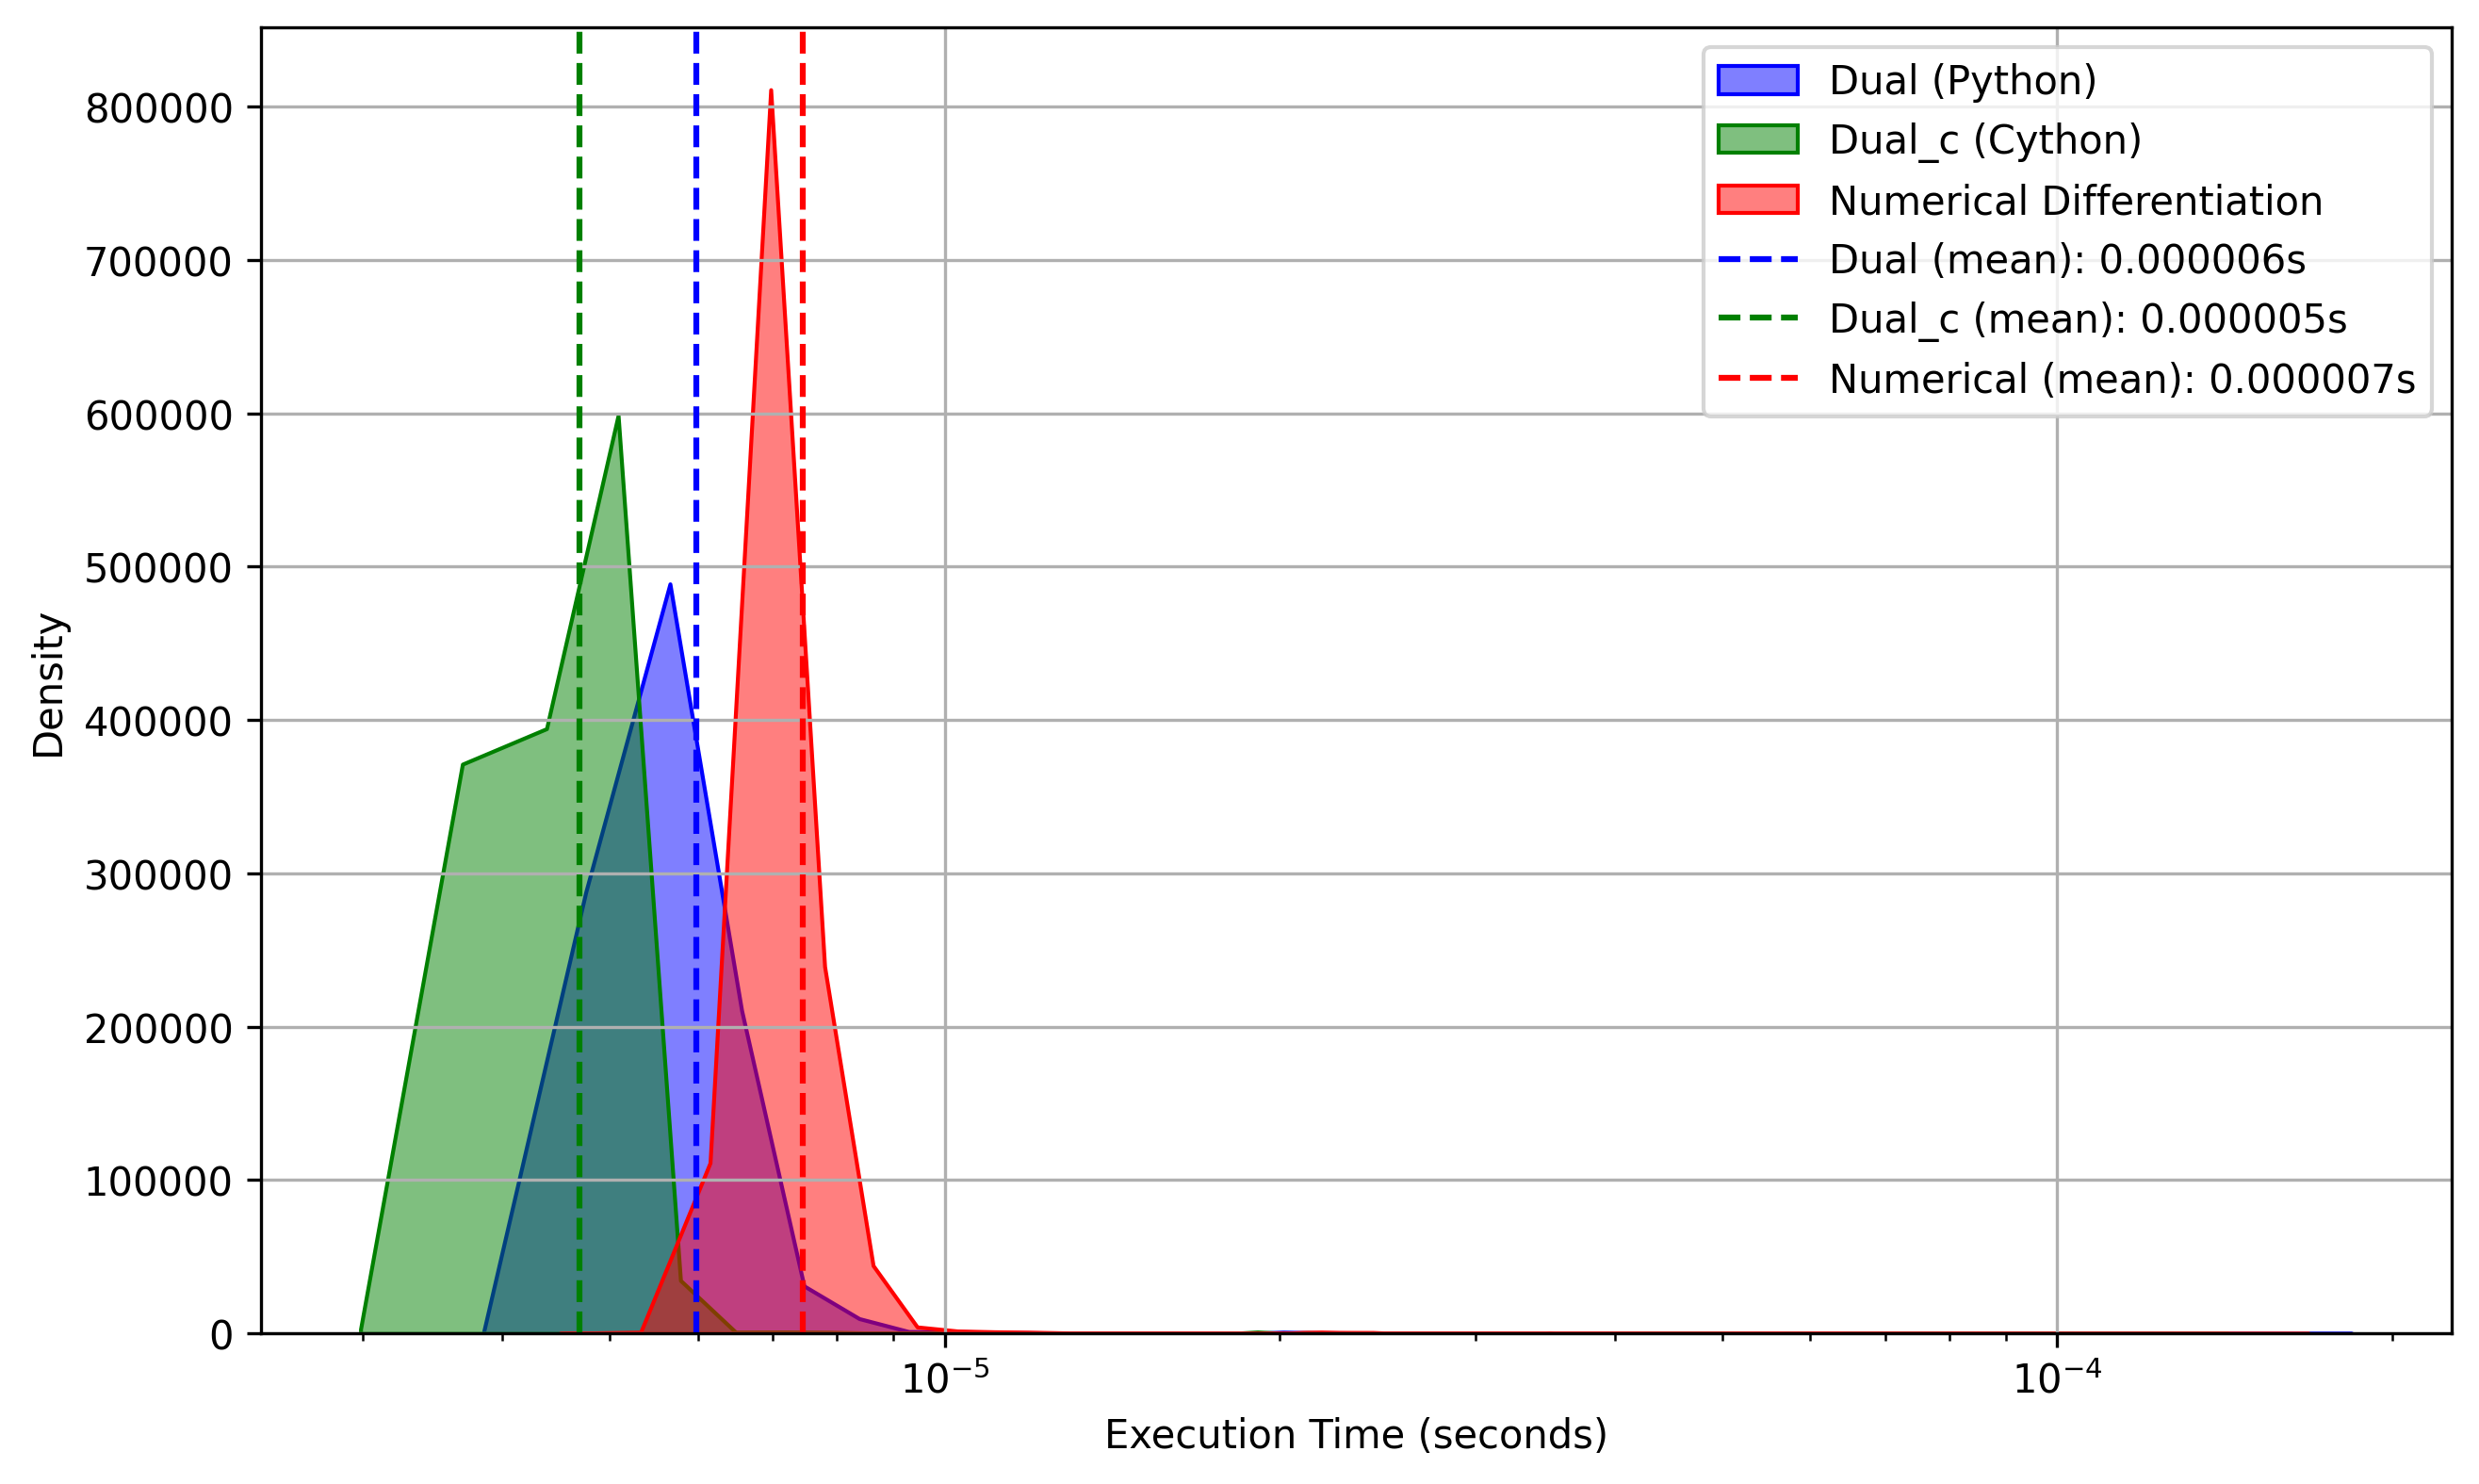 800000
700000
600000
500000
400000
300000
200000
100000
0
Density
10⁻⁵
10⁻⁴
Execution Time (seconds)
Dual (Python)
Dual_c (Cython)
Numerical Differentiation
Dual (mean): 0.000006s
Dual_c (mean): 0.000005s
Numerical (mean): 0.000007s